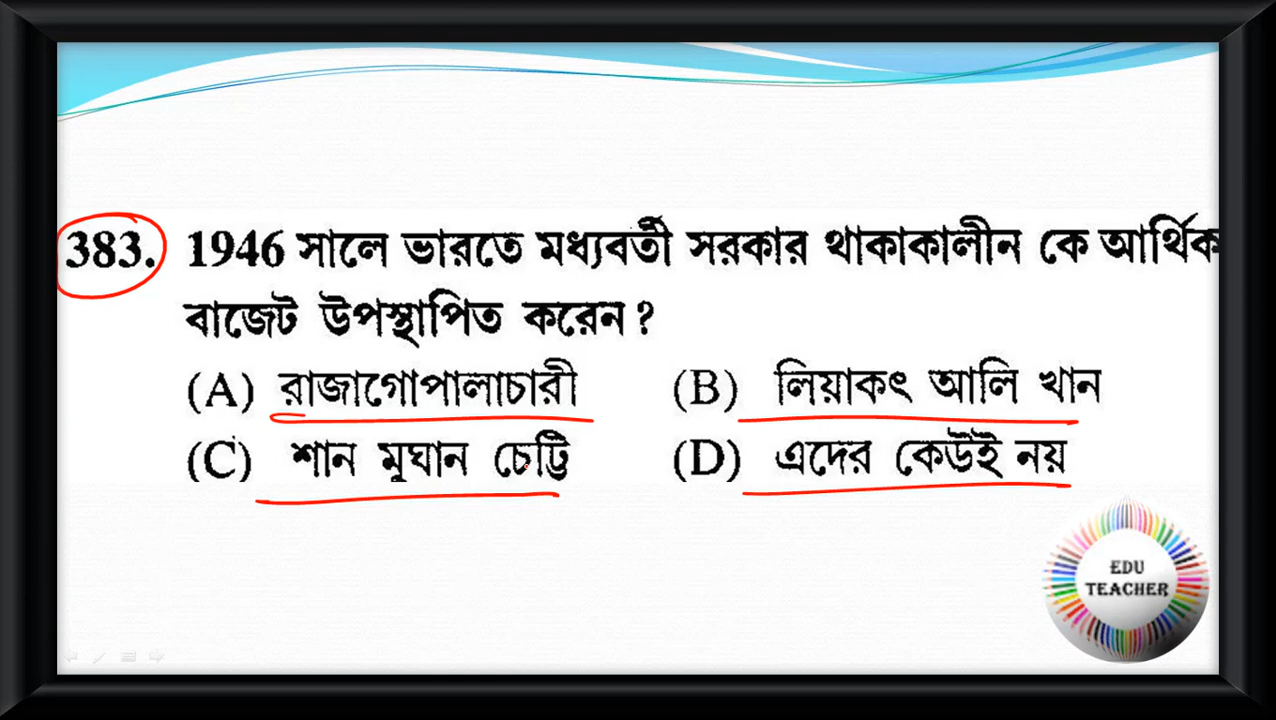 383. 1946 সালে ভারতে মধ্যবর্তী সরকার থাকাকালীন কে আর্থিক
বাজেট উপস্থাপিত করেন?
(A) রাজাগোপালাচারী (B) লিয়াকৎ আলি খান
(C) শান মুঘান চেট্টি (D) এদের কেউই নয়
EDU
TEACHER